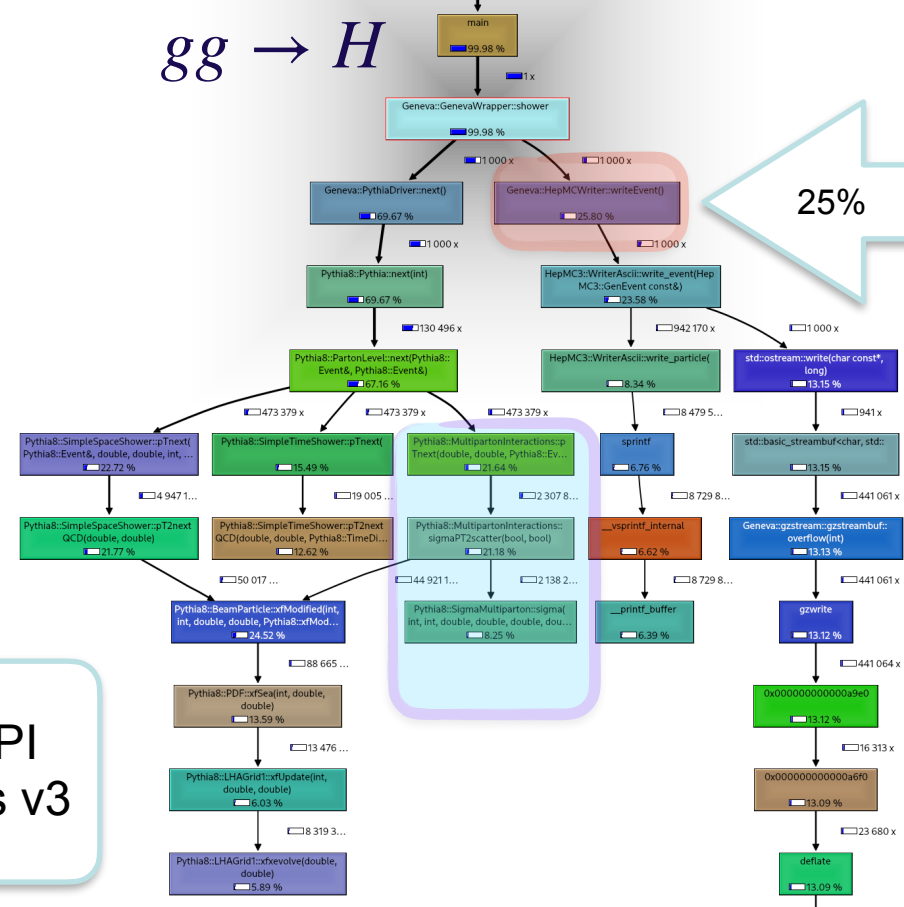 gg → H
main
99.98 %
1 x
Geneva::GenevaWrapper::shower
99.98 %
1 000 x
1 000 x
Geneva::PythiaDriver::next()
69.67 %
Geneva::HepMCWriter::writeEvent()
25.80 %
25%
1 000 x
1 000 x
Pythia8::Pythia::next(int)
69.67 %
HepMC3::WriterAscii::write_event(Hep
MC3::GenEvent const&)
23.58 %
130 496 x
942 170 x
1 000 x
Pythia8::PartonLevel::next(Pythia8::
Event&, Pythia8::Event&)
67.16 %
HepMC3::WriterAscii::write_particle(
8.34 %
std::ostream::write(char const*,
long)
13.15 %
473 379 x
473 379 x
473 379 x
8 479 5...
941 x
Pythia8::SimpleSpaceShower::pTnext(
Pythia8::Event&, double, double, int, ...
22.72 %
Pythia8::SimpleTimeShower::pTnext(
15.49 %
Pythia8::MultipartonInteractions::p
Tnext(double, double, Pythia8::Ev...
21.64 %
sprintf
6.76 %
std::basic_streambuf<char, std::
13.15 %
4 947 1...
19 005 ...
2 307 8...
8 729 8...
441 061 x
Pythia8::SimpleSpaceShower::pT2next
QCD(double, double)
21.77 %
Pythia8::SimpleTimeShower::pT2next
QCD(double, double, Pythia8::TimeDi...
12.62 %
Pythia8::MultipartonInteractions::
sigmaPT2scatter(bool, bool)
21.18 %
__vsprintf_internal
6.62 %
Geneva::gzstream::gzstreambuf::
overflow(int)
13.13 %
50 017 ...
44 921 1...
2 138 2...
8 729 8...
441 061 x
Pythia8::BeamParticle::xfModified(int,
int, double, double, Pythia8::xfMod...
24.52 %
Pythia8::SigmaMultiparton::sigma(
int, int, double, double, double, dou...
8.25 %
__printf_buffer
6.39 %
gzwrite
13.12 %
88 665 ...
441 064 x
Pythia8::PDF::xfSea(int, double,
double)
13.59 %
0x000000000000a9e0
13.12 %
PI
s v3
13 476 ...
16 313 x
Pythia8::LHAGrid1::xfUpdate(int,
double, double)
6.03 %
0x000000000000a6f0
13.09 %
8 319 3...
23 680 x
Pythia8::LHAGrid1::xfxevolve(double,
double)
5.89 %
deflate
13.09 %